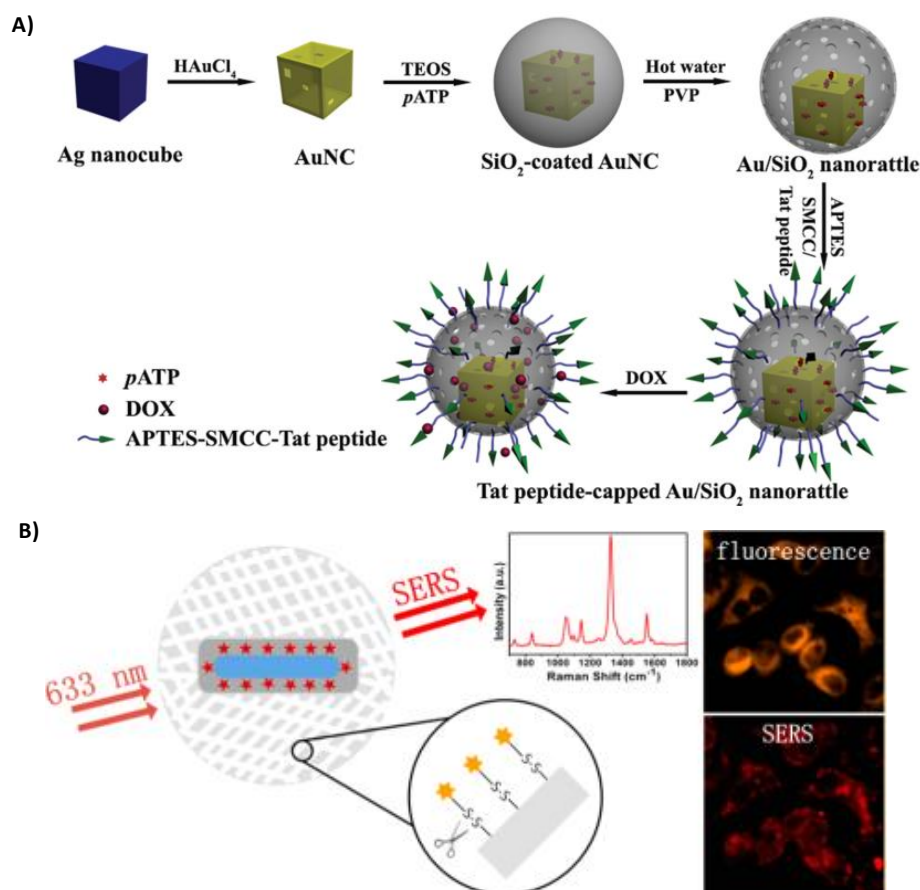 A)
HAuCl₄
TEOS
pATP
Hot water
PVP
Ag nanocube
AuNC
SiO₂-coated AuNC
Au/SiO₂ nanorattle
APTES
SMCC/
Tat peptide
DOX
pATP
DOX
APTES-SMCC-Tat peptide
Tat peptide-capped Au/SiO₂ nanorattle
B)
633 nm
SERS
Intensity (a.u.)
800 1000 1200 1400 1600 1800
Raman Shift (cm⁻¹)
S-S
S-S
S-S
fluorescence
SERS